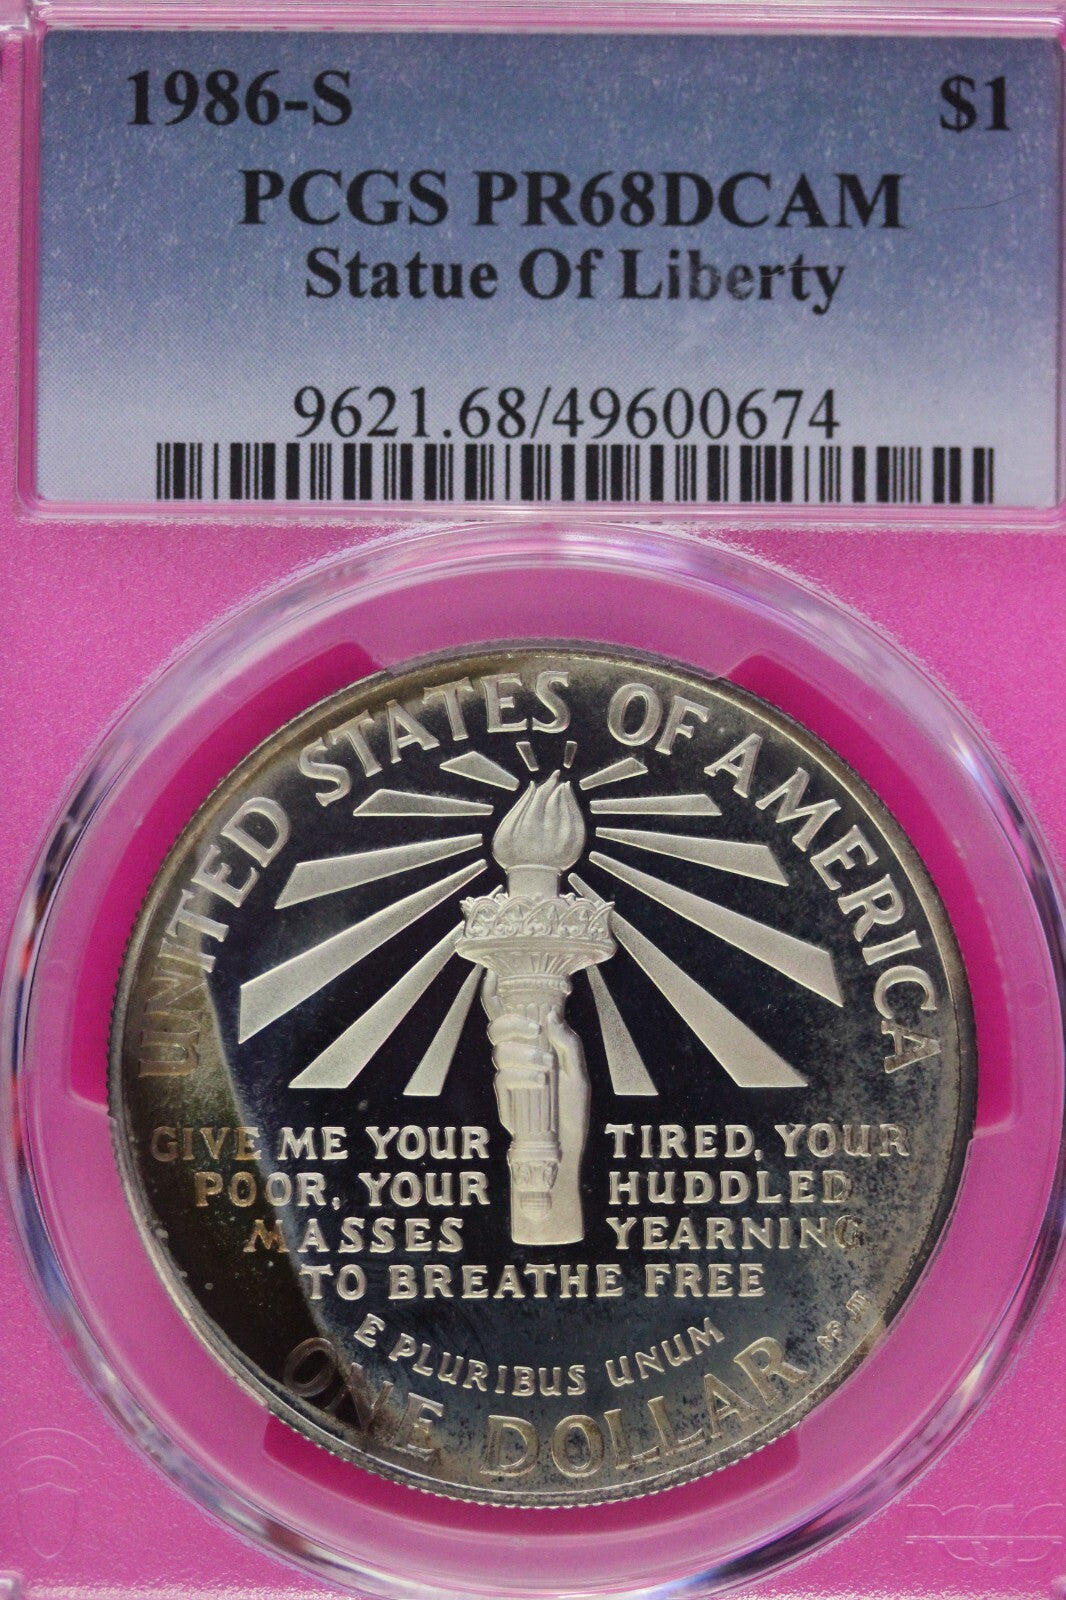 1986-S $1
PCGS PR68DCAM
Statue Of Liberty
9621.68/49600674
UNITED STATES OF AMERICA
GIVE ME YOUR TIRED, YOUR
POOR, YOUR HUDDLED
MASSES YEARNING
TO BREATHE FREE
E PLURIBUS UNUM
ONE DOLLAR
PCGS